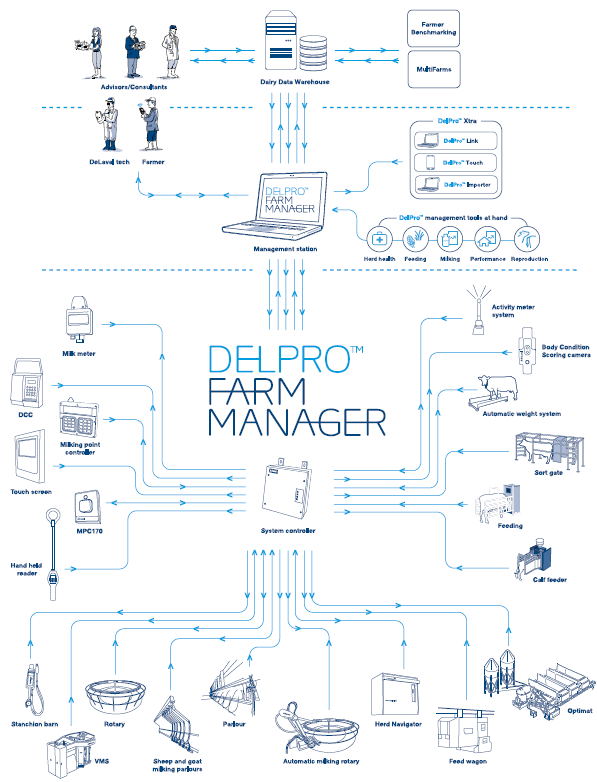 Farmer
Benchmarking
MultiFarms
Dairy Data Warehouse
Advisors/Consultants
DeLaval tech
Farmer
DelPro™ Xtra
DelPro™ Link
DelPro™ Touch
DelPro™ Importer
DELPRO™
FARM
MANAGER
Management station
DelPro™ management tools at hand
Herd health
Feeding
Milking
Performance
Reproduction
Activity meter
system
Milk meter
DELPRO™
FARM
MANAGER
Body Condition
Scoring camera
DCC
Automatic weight system
Milking point
controller
Sort gate
Touch screen
MPC170
System controller
Feeding
Hand held
reader
Calf feeder
Stanchion barn
Rotary
Parlour
Herd Navigator
Optimat
VMS
Sheep and goat
milking parlours
Automatic milking rotary
Feed wagon